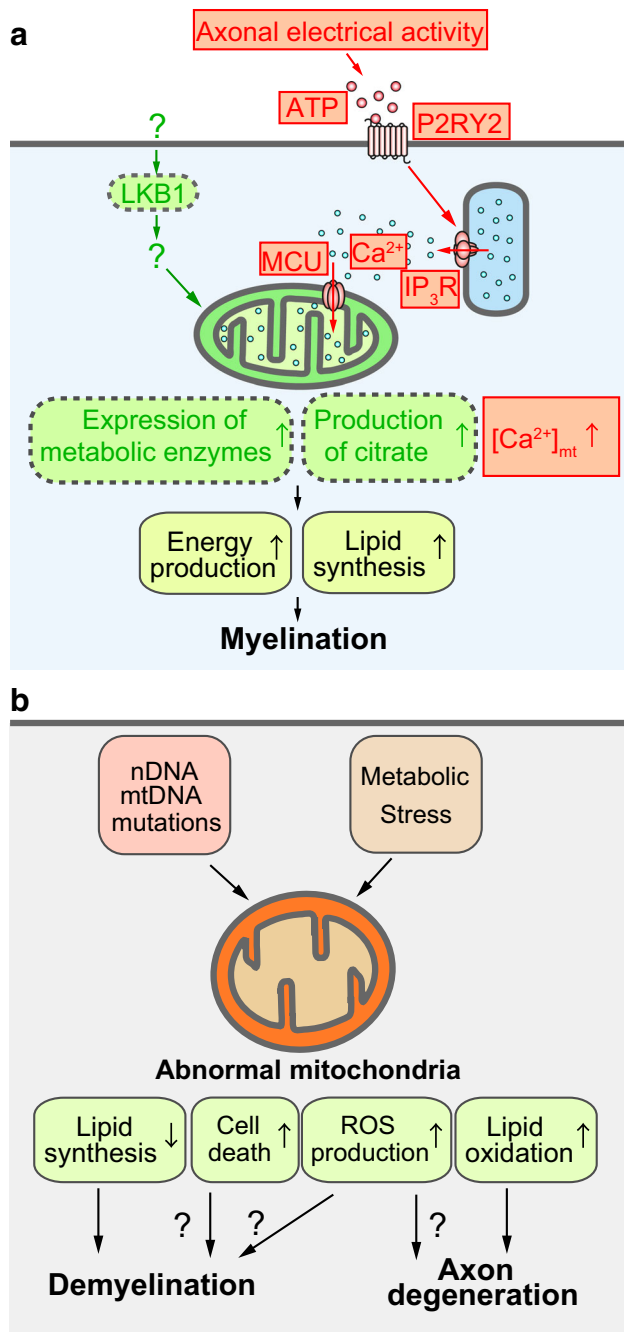 a
Axonal electrical activity
ATP
P2RY2
?
LKB1
?
MCU
Ca²⁺
IP₃R
Expression of ↑
metabolic enzymes
Production ↑
of citrate
[Ca²⁺]ₘₜ ↑
Energy ↑
production
Lipid ↑
synthesis
Myelination
b
nDNA
mtDNA
mutations
Metabolic
Stress
Abnormal mitochondria
Lipid ↓
synthesis
Cell ↑
death
ROS ↑
production
Lipid ↑
oxidation
?
?
?
Demyelination
Axon
degeneration